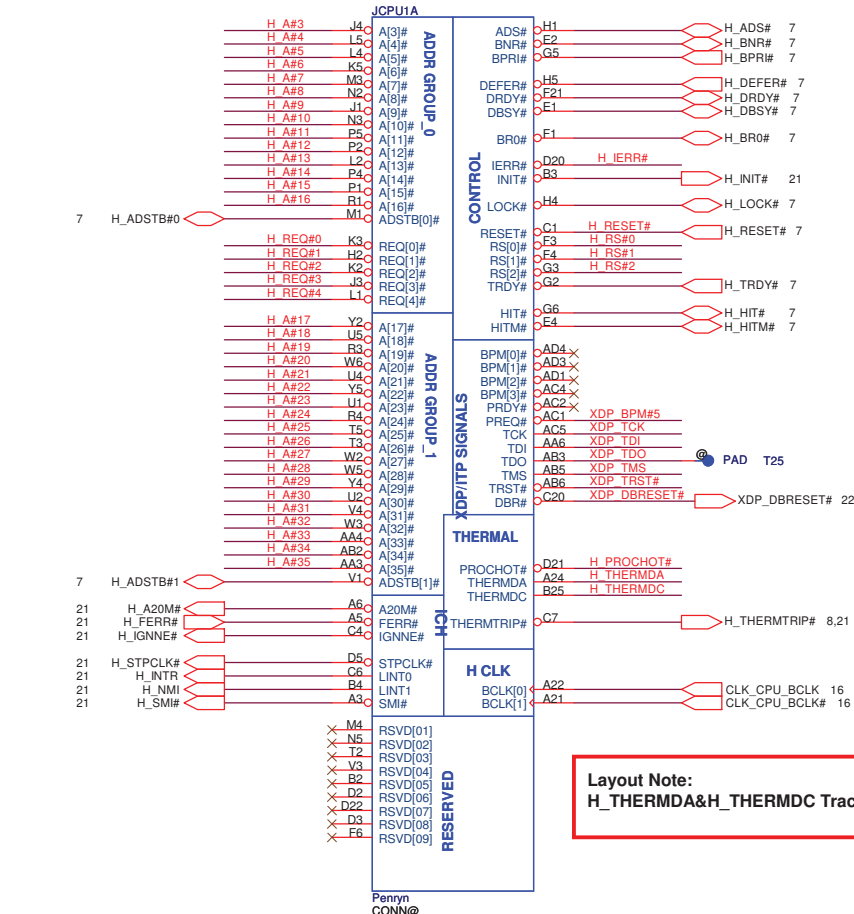 JCPU1A
H_A#3 J4 A[3]#
H_A#4 L5 A[4]#
H_A#5 L4 A[5]#
H_A#6 K5 A[6]#
H_A#7 M3 A[7]#
H_A#8 N2 A[8]#
H_A#9 J1 A[9]#
H_A#10 N3 A[10]#
H_A#11 P5 A[11]#
H_A#12 P2 A[12]#
H_A#13 L2 A[13]#
H_A#14 P4 A[14]#
H_A#15 P1 A[15]#
H_A#16 R1 A[16]#
7 H_ADSTB#0 M1 ADSTB[0]#
ADDR GROUP_0
H_REQ#0 K3 REQ[0]#
H_REQ#1 H2 REQ[1]#
H_REQ#2 K2 REQ[2]#
H_REQ#3 J3 REQ[3]#
H_REQ#4 L1 REQ[4]#
H_A#17 Y2 A[17]#
H_A#18 U5 A[18]#
H_A#19 R3 A[19]#
H_A#20 W6 A[20]#
H_A#21 U4 A[21]#
H_A#22 Y5 A[22]#
H_A#23 U1 A[23]#
H_A#24 R4 A[24]#
H_A#25 T5 A[25]#
H_A#26 T3 A[26]#
H_A#27 W2 A[27]#
H_A#28 W5 A[28]#
H_A#29 Y4 A[29]#
H_A#30 U2 A[30]#
H_A#31 V4 A[31]#
H_A#32 W3 A[32]#
H_A#33 AA4 A[33]#
H_A#34 AB2 A[34]#
H_A#35 AA3 A[35]#
7 H_ADSTB#1 V1 ADSTB[1]#
ADDR GROUP_1
21 H_A20M# A6 A20M#
21 H_FERR# A5 FERR#
21 H_IGNNE# C4 IGNNE#
ICH
21 H_STPCLK# D5 STPCLK#
21 H_INTR C6 LINT0
21 H_NMI B4 LINT1
21 H_SMI# A3 SMI#
M4 RSVD[01]
N5 RSVD[02]
T2 RSVD[03]
V3 RSVD[04]
B2 RSVD[05]
D2 RSVD[06]
D22 RSVD[07]
D3 RSVD[08]
F6 RSVD[09]
RESERVED
Penryn
CONN@
CONTROL
ADS# H1 H_ADS# 7
BNR# E2 H_BNR# 7
BPRI# G5 H_BPRI# 7
DEFER# H5 H_DEFER# 7
DRDY# F21 H_DRDY# 7
DBSY# E1 H_DBSY# 7
BR0# F1 H_BR0# 7
IERR# D20 H_IERR#
INIT# B3 H_INIT# 21
LOCK# H4 H_LOCK# 7
RESET# C1 H_RESET# H_RESET# 7
RS[0]# F3 H_RS#0
RS[1]# F4 H_RS#1
RS[2]# G3 H_RS#2
TRDY# G2 H_TRDY# 7
HIT# G6 H_HIT# 7
HITM# E4 H_HITM# 7
XDP/ITP SIGNALS
BPM[0]# AD4
BPM[1]# AD3
BPM[2]# AD1
BPM[3]# AC4
PRDY# AC2
PREQ# AC1 XDP_BPM#5
TCK AC5 XDP_TCK
TDI AA6 XDP_TDI
TDO AB3 XDP_TDO @ PAD T25
TMS AB5 XDP_TMS
TRST# AB6 XDP_TRST#
DBR# C20 XDP_DBRESET# XDP_DBRESET# 22
THERMAL
PROCHOT# D21 H_PROCHOT#
THERMDA A24 H_THERMDA
THERMDC B25 H_THERMDC
THERMTRIP# C7 H_THERMTRIP# 8,21
H CLK
BCLK[0] A22 CLK_CPU_BCLK 16
BCLK[1] A21 CLK_CPU_BCLK# 16
Layout Note:
H_THERMDA&H_THERMDC Trac